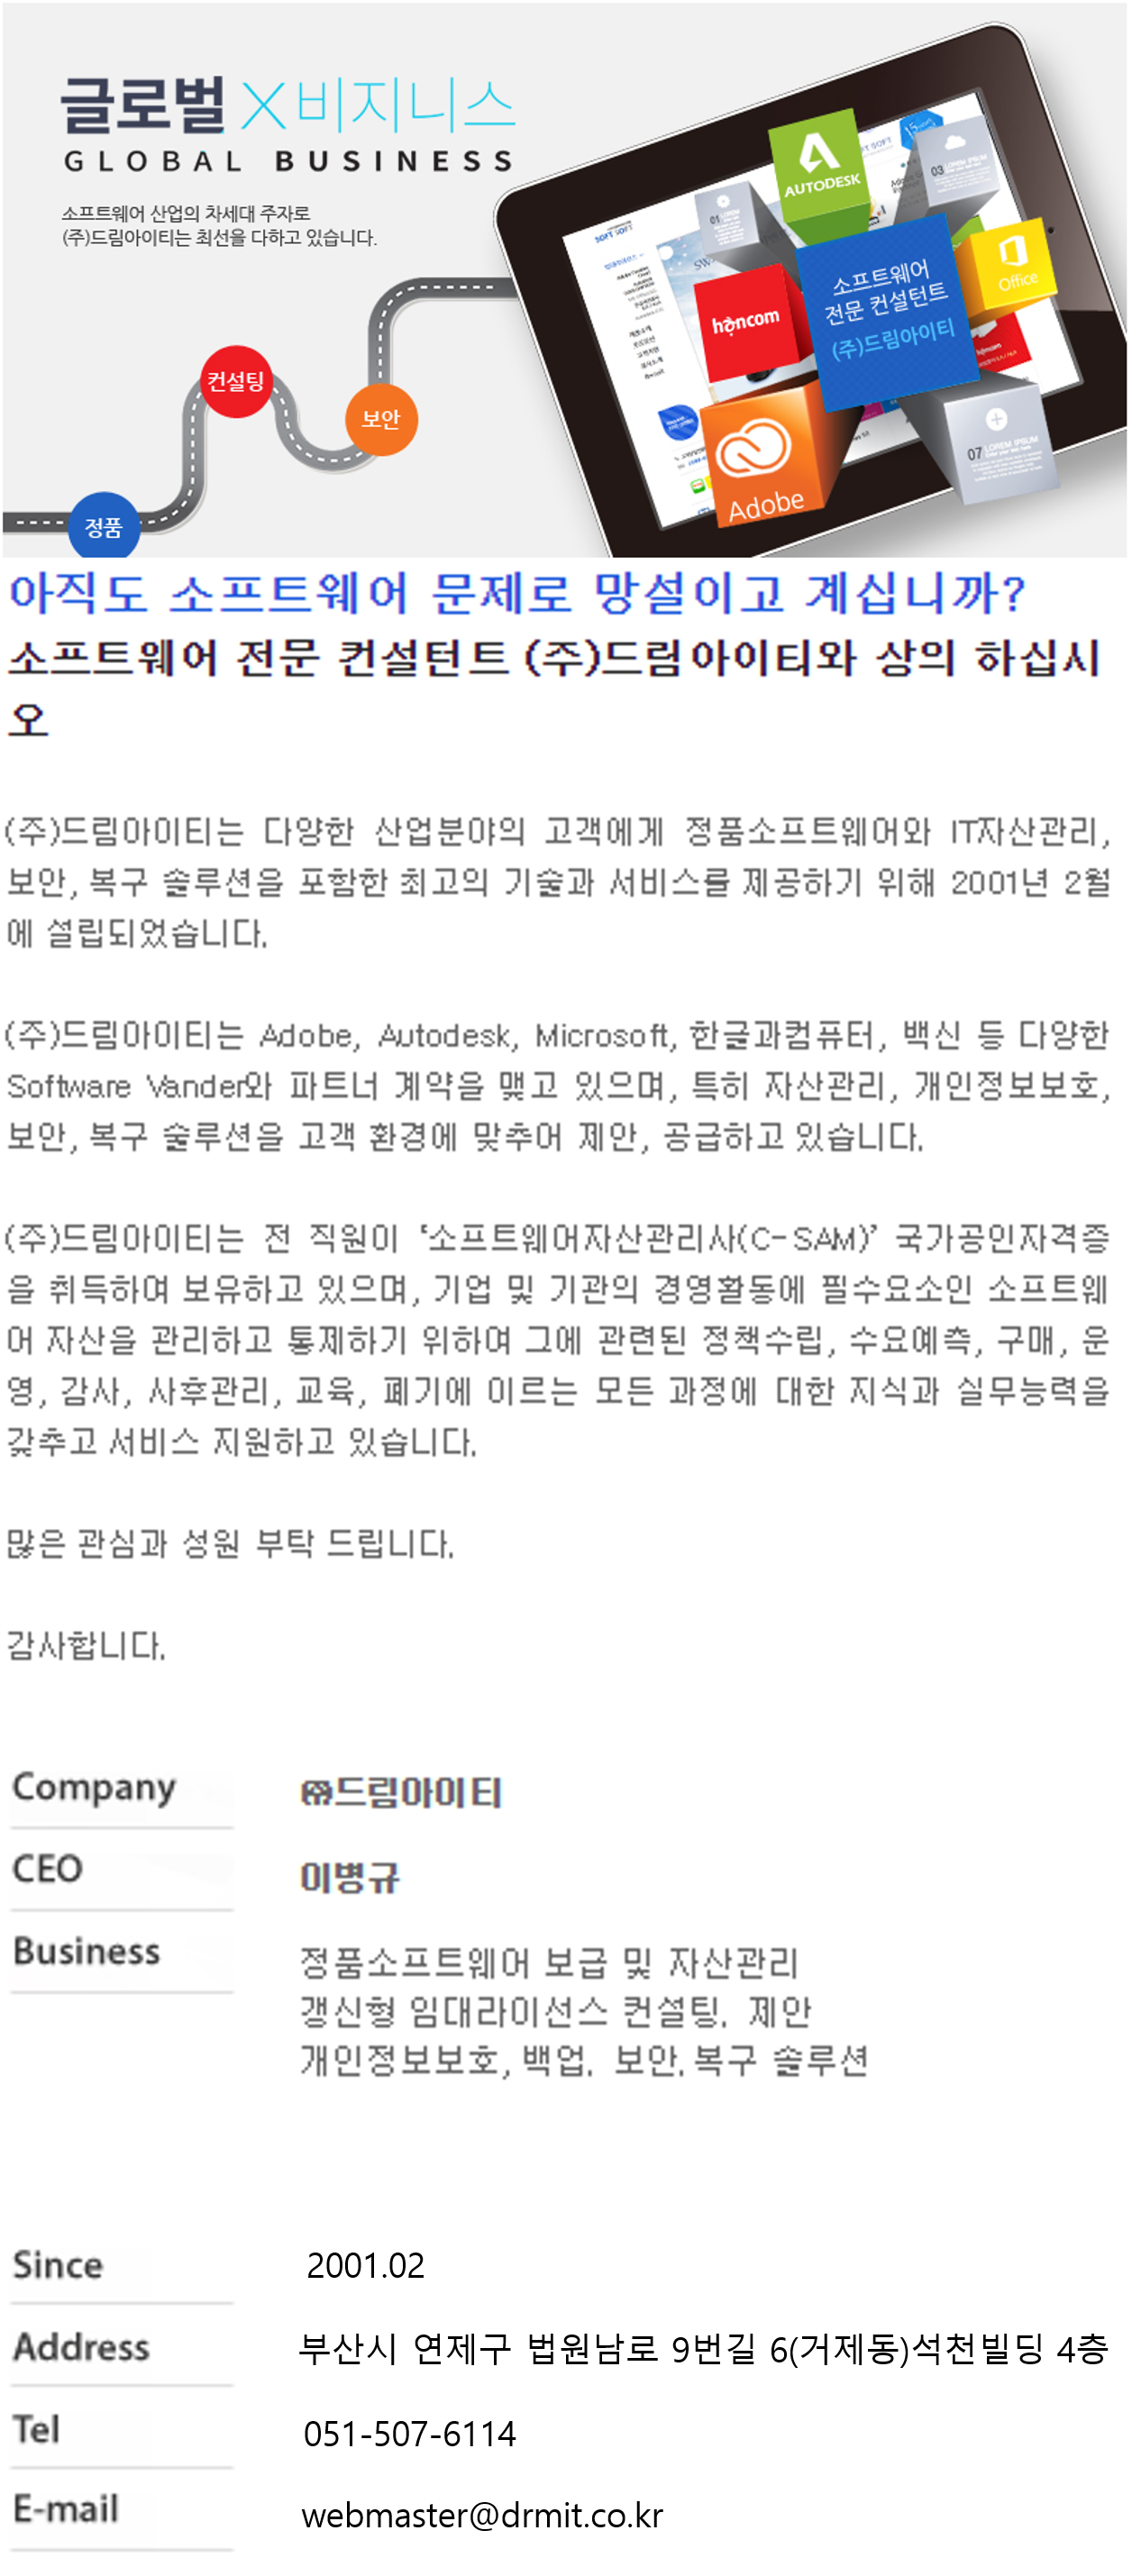 글로벌 X 비지니스
GLOBAL BUSINESS
소프트웨어 산업의 차세대 주자로
(주)드림아이티는 최선을 다하고 있습니다.
컨설팅
보안
정품
AUTODESK
15
SOFT
03 LOREM IPSUM
01 LOREM
SOFT SOFT
Office
hancom
소프트웨어
전문 컨설턴트
(주)드림아이티
Adobe
07 LOREM IPSUM
아직도 소프트웨어 문제로 망설이고 계십니까?
소프트웨어 전문 컨설턴트 (주)드림아이티와 상의 하십시
오
(주)드림아이티는 다양한 산업분야의 고객에게 정품소프트웨어와 IT자산관리,
보안, 복구 솔루션을 포함한 최고의 기술과 서비스를 제공하기 위해 2001년 2월
에 설립되었습니다.
(주)드림아이티는 Adobe, Autodesk, Microsoft, 한글과컴퓨터, 백신 등 다양한
Software Vander와 파트너 계약을 맺고 있으며, 특히 자산관리, 개인정보보호,
보안, 복구 술루션을 고객 환경에 맞추어 제안, 공급하고 있습니다.
(주)드림아이티는 전 직원이 ‘소프트웨어자산관리사(C-SAM)’ 국가공인자격증
을 취득하여 보유하고 있으며, 기업 및 기관의 경영활동에 필수요소인 소프트웨
어 자산을 관리하고 통제하기 위하여 그에 관련된 정책수립, 수요예측, 구매, 운
영, 감사, 사후관리, 교육, 폐기에 이르는 모든 과정에 대한 지식과 실무능력을
갖추고 서비스 지원하고 있습니다.
많은 관심과 성원 부탁 드립니다.
감사합니다.
Company ㈜드림아이티
CEO 이병규
Business 정품소프트웨어 보급 및 자산관리
갱신형 임대라이선스 컨설팅. 제안
개인정보보호, 백업. 보안. 복구 솔루션
Since 2001.02
Address 부산시 연제구 법원남로 9번길 6(거제동)석천빌딩 4층
Tel 051-507-6114
E-mail webmaster@drmit.co.kr